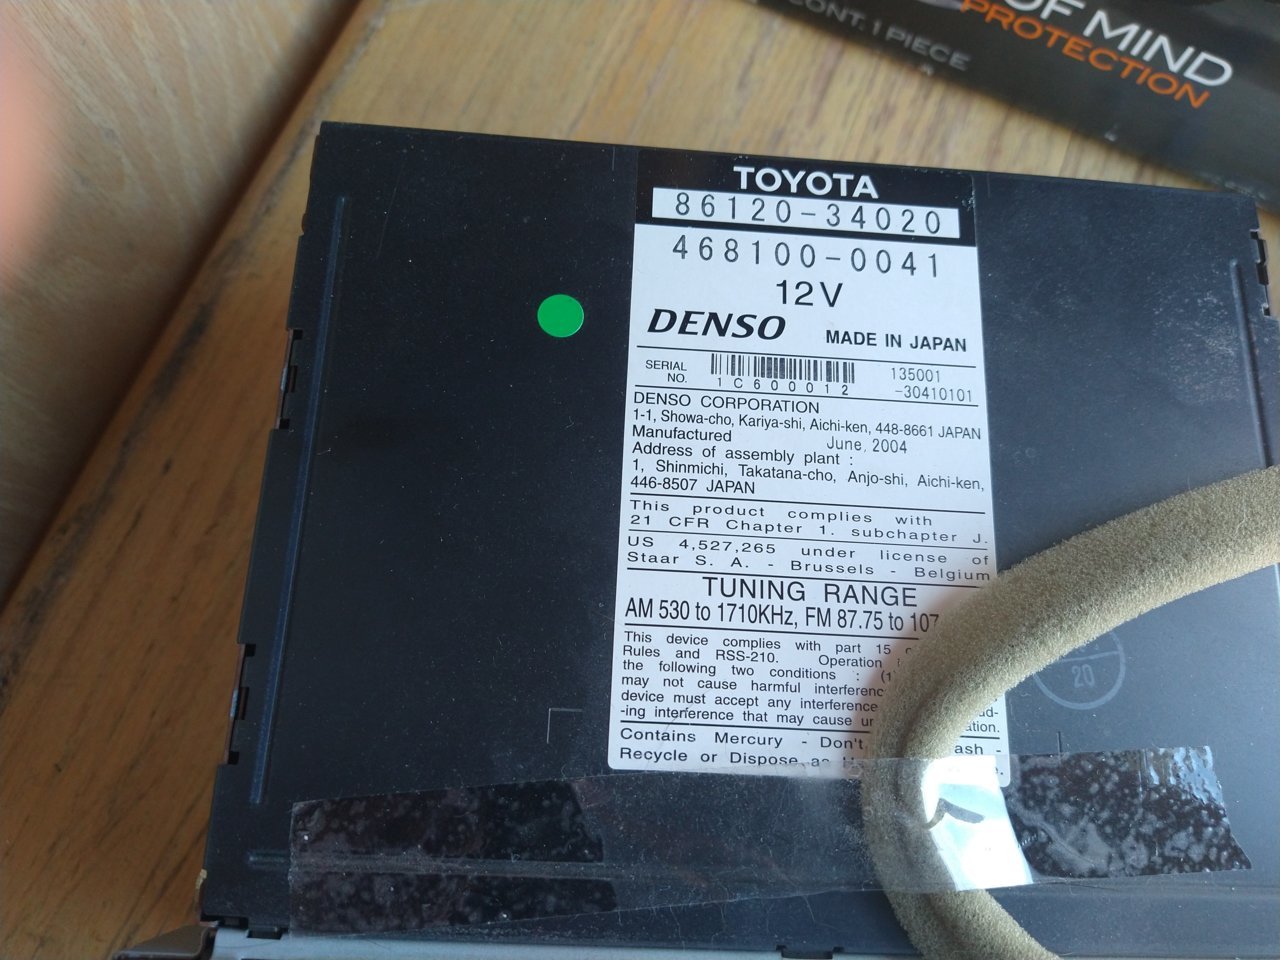 OF MIND
PROTECTION
CONT. 1 PIECE
TOYOTA
86120-34020
468100-0041
12V
DENSO MADE IN JAPAN
SERIAL NO. 1C600012 135001 -30410101
DENSO CORPORATION
1-1, Showa-cho, Kariya-shi, Aichi-ken, 448-8661 JAPAN
Manufactured June, 2004
Address of assembly plant :
1, Shinmichi, Takatana-cho, Anjo-shi, Aichi-ken,
446-8507 JAPAN
This product complies with
21 CFR Chapter 1. subchapter J.
US 4,527,265 under license of
Staar S. A. - Brussels - Belgium
TUNING RANGE
AM 530 to 1710KHz, FM 87.75 to 107
This device complies with part 15
Rules and RSS-210. Operation
the following two conditions : (1)
may not cause harmful
device must accept any interference
-ing interference that may cause
Contains Mercury - Don't
Recycle or Dispose as
20